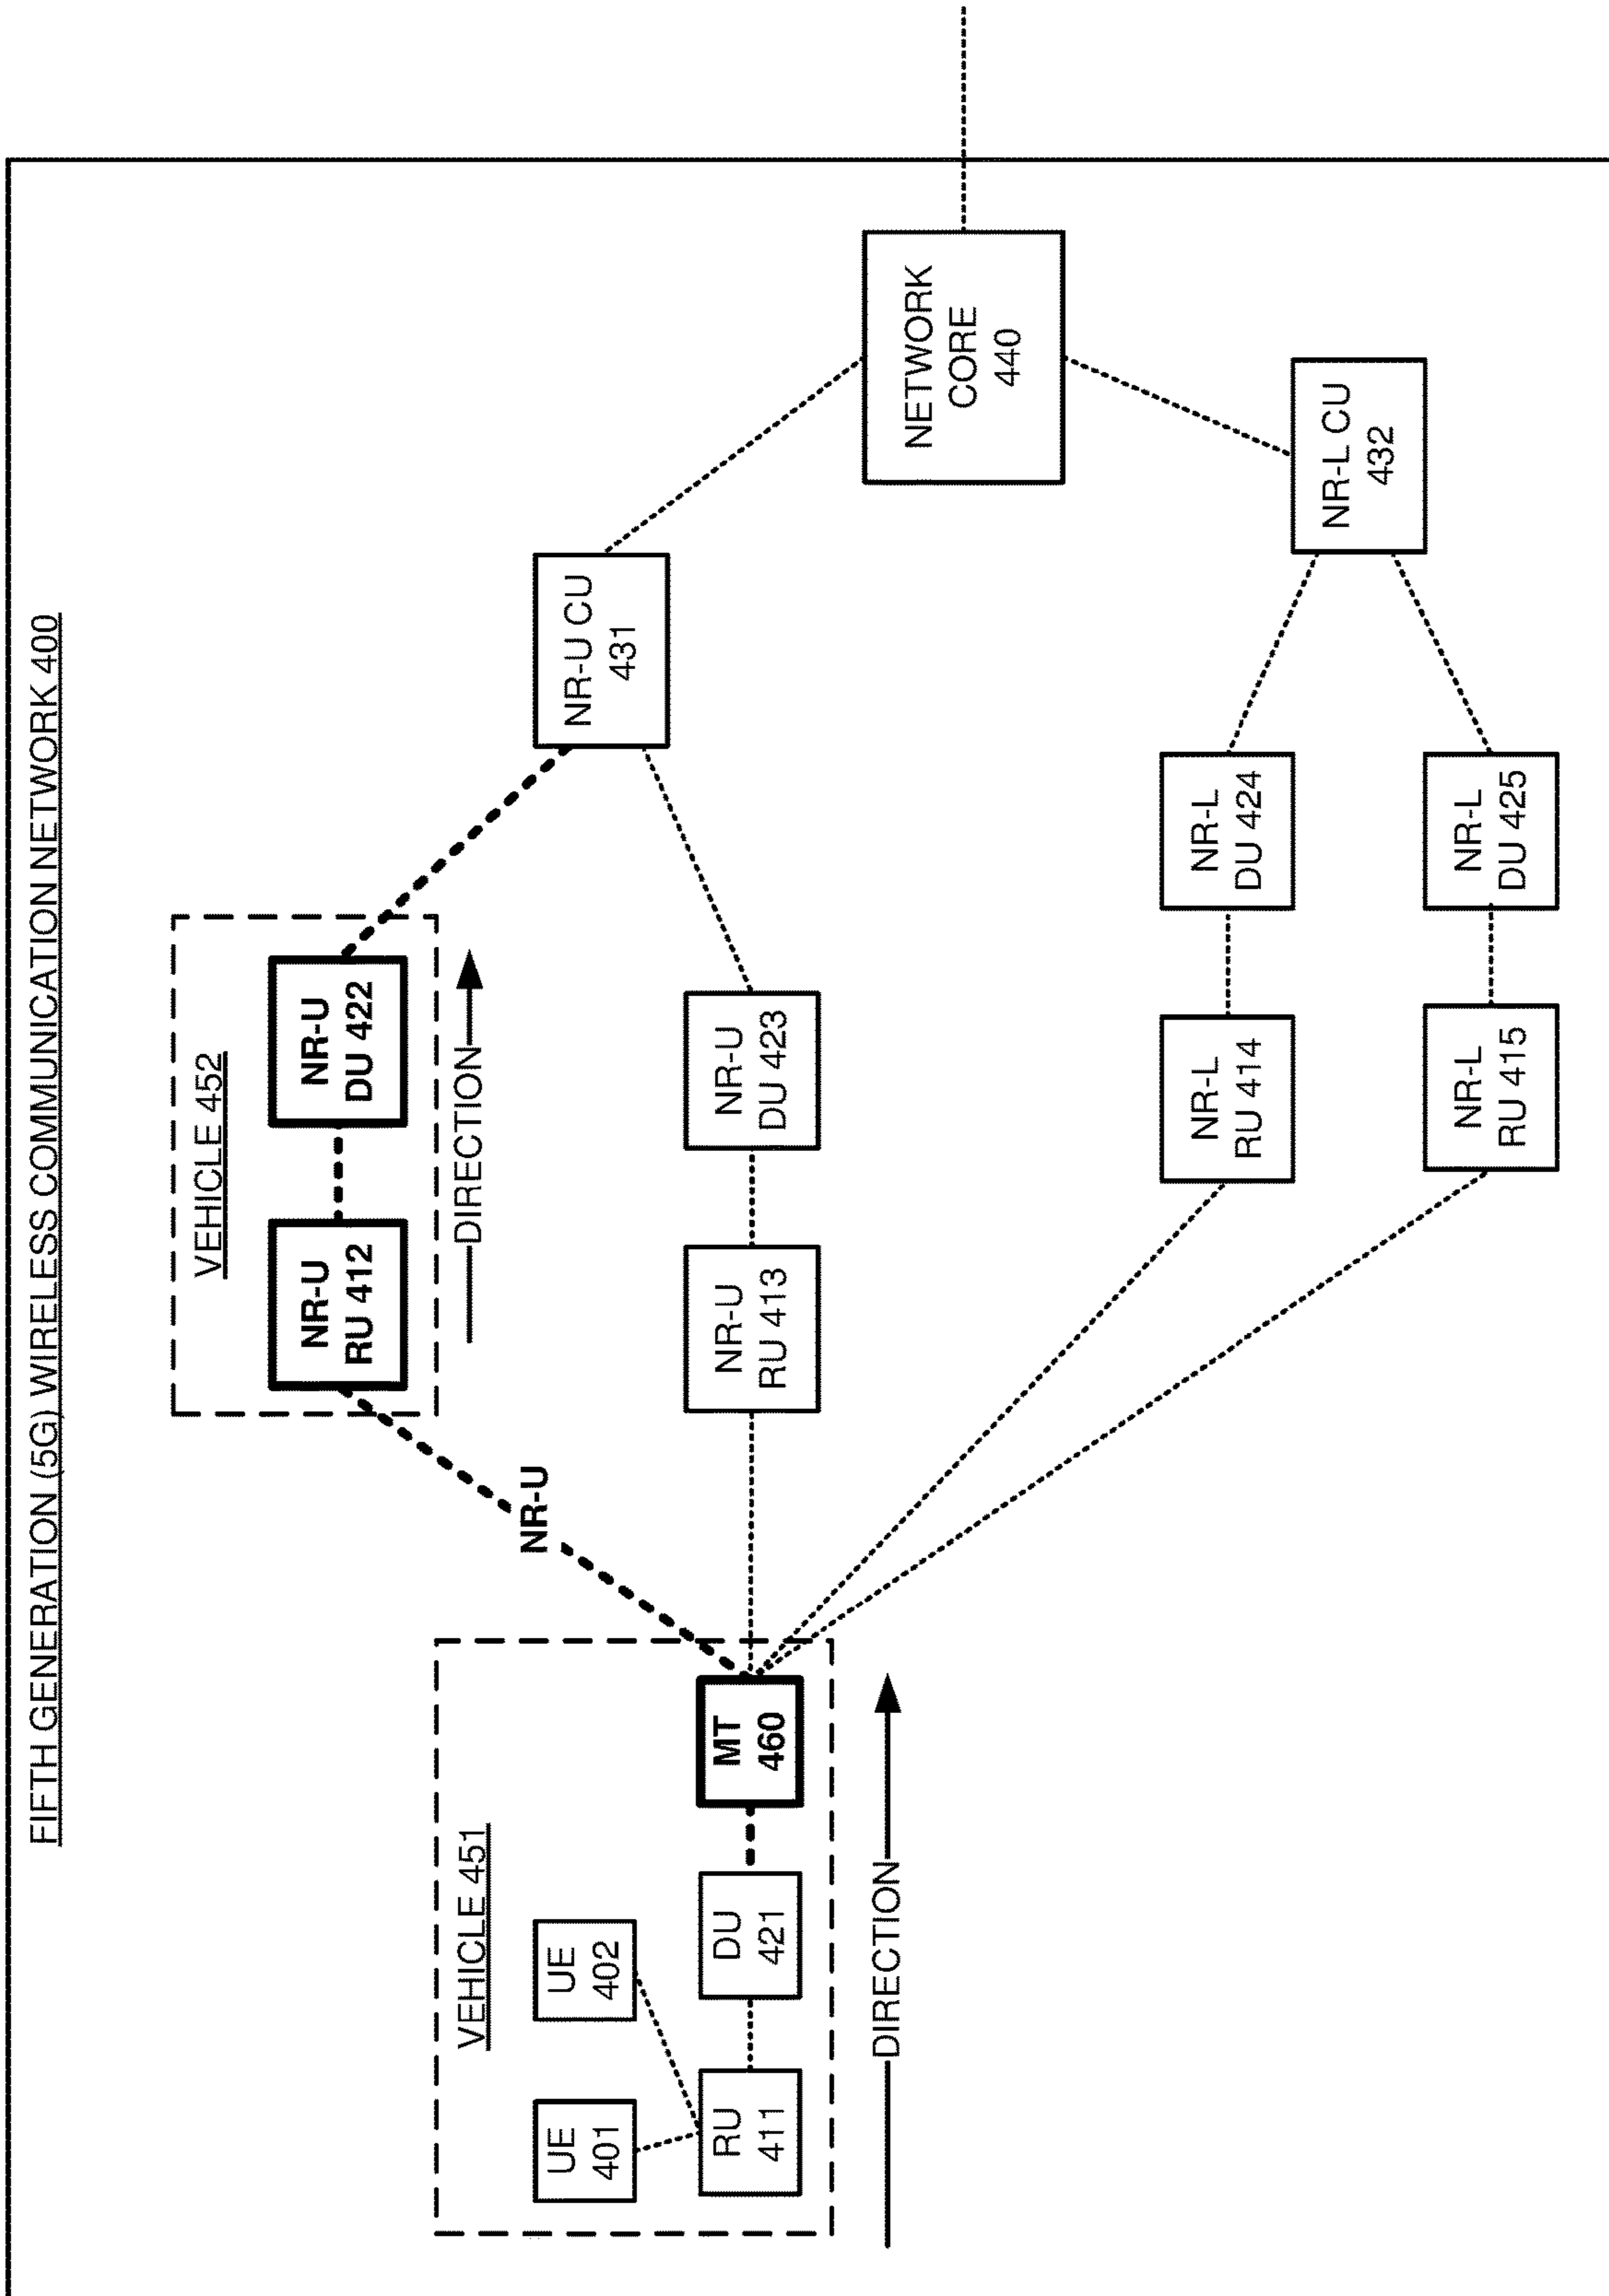 FIFTH GENERATION (5G) WIRELESS COMMUNICATION NETWORK 400
VEHICLE 452
NR-U
RU 412
NR-U
DU 422
DIRECTION
NR-U
VEHICLE 451
UE
401
UE
402
RU
411
DU
421
MT
460
DIRECTION
NR-U
RU 413
NR-U
DU 423
NR-U CU
431
NETWORK
CORE
440
NR-L
RU 414
NR-L
DU 424
NR-L
RU 415
NR-L
DU 425
NR-L CU
432